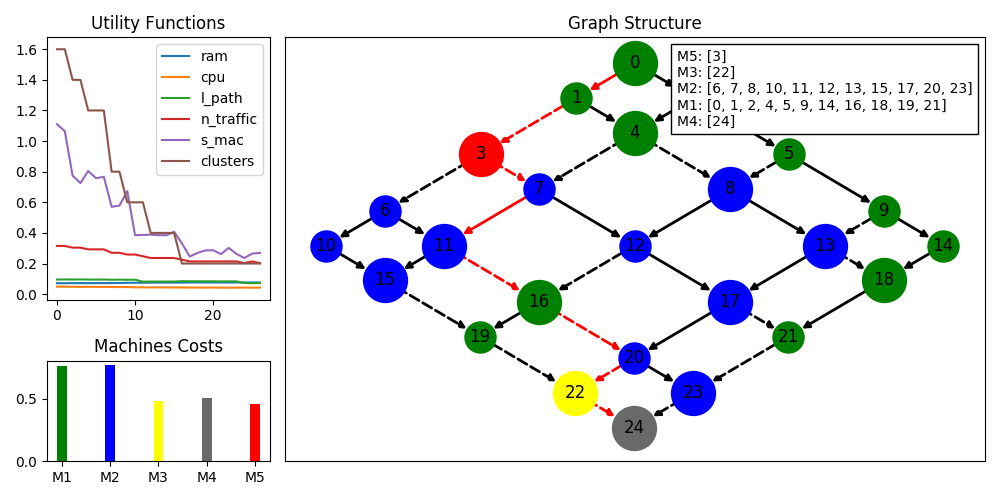 Utility Functions
1.6
1.4
1.2
1.0
0.8
0.6
0.4
0.2
0.0
0
10
20
ram
cpu
l_path
n_traffic
s_mac
clusters
Machines Costs
0.5
0.0
M1
M2
M3
M4
M5
Graph Structure
M5: [3]
M3: [22]
M2: [6, 7, 8, 10, 11, 12, 13, 15, 17, 20, 23]
M1: [0, 1, 2, 4, 5, 9, 14, 16, 18, 19, 21]
M4: [24]
0
1
4
3
5
7
8
6
9
10
11
12
13
14
15
18
16
17
19
21
20
22
23
24